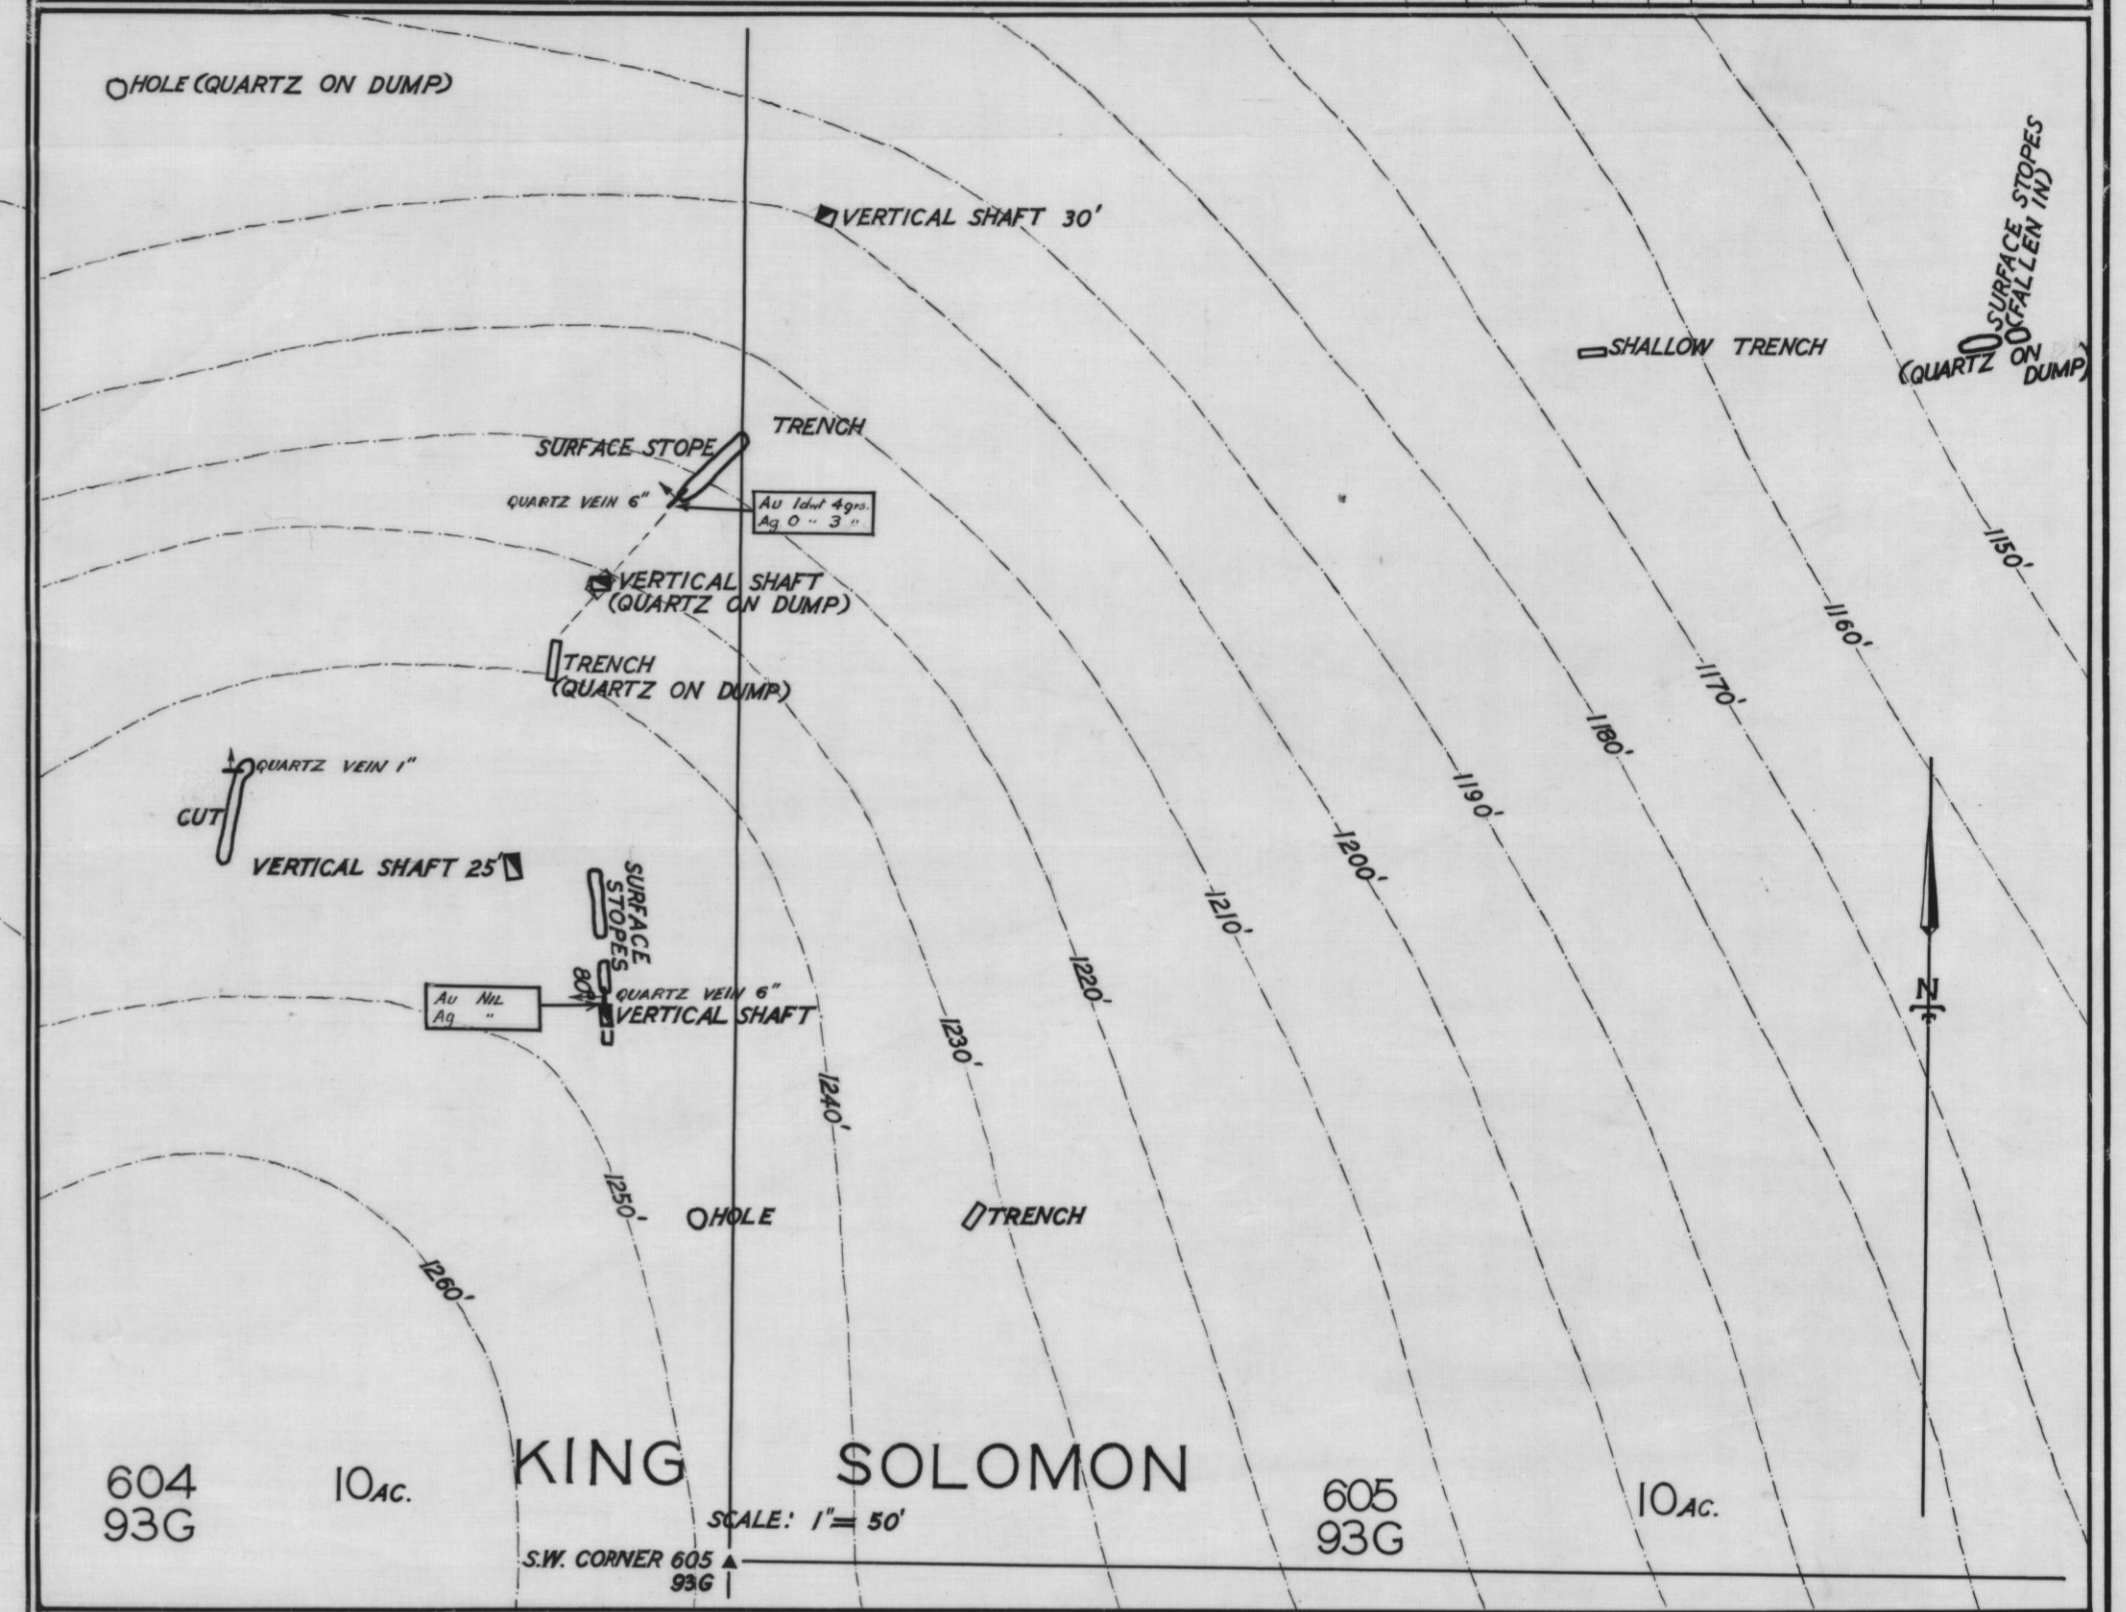 HOLE (QUARTZ ON DUMP)
VERTICAL SHAFT 30'
SURFACE STOPES
(FALLEN IN)
(QUARTZ ON
DUMP)
SHALLOW TRENCH
TRENCH
SURFACE STOPE
QUARTZ VEIN 6"
Au 1dwt 4grs.
Ag 0 " 3 "
VERTICAL SHAFT
(QUARTZ ON DUMP)
TRENCH
(QUARTZ ON DUMP)
QUARTZ VEIN 1"
CUT
VERTICAL SHAFT 25'
SURFACE
STOPES
80°
QUARTZ VEIN 6"
VERTICAL SHAFT
Au NIL
Ag "
1150'
1160'
1170'
1180'
1190'
1200'
1210'
1220'
1230'
1240'
1250'
1260'
N
HOLE
TRENCH
KING SOLOMON
SCALE: 1" = 50'
604
93G
10 AC.
605
93G
10 AC.
S.W. CORNER 605
93G